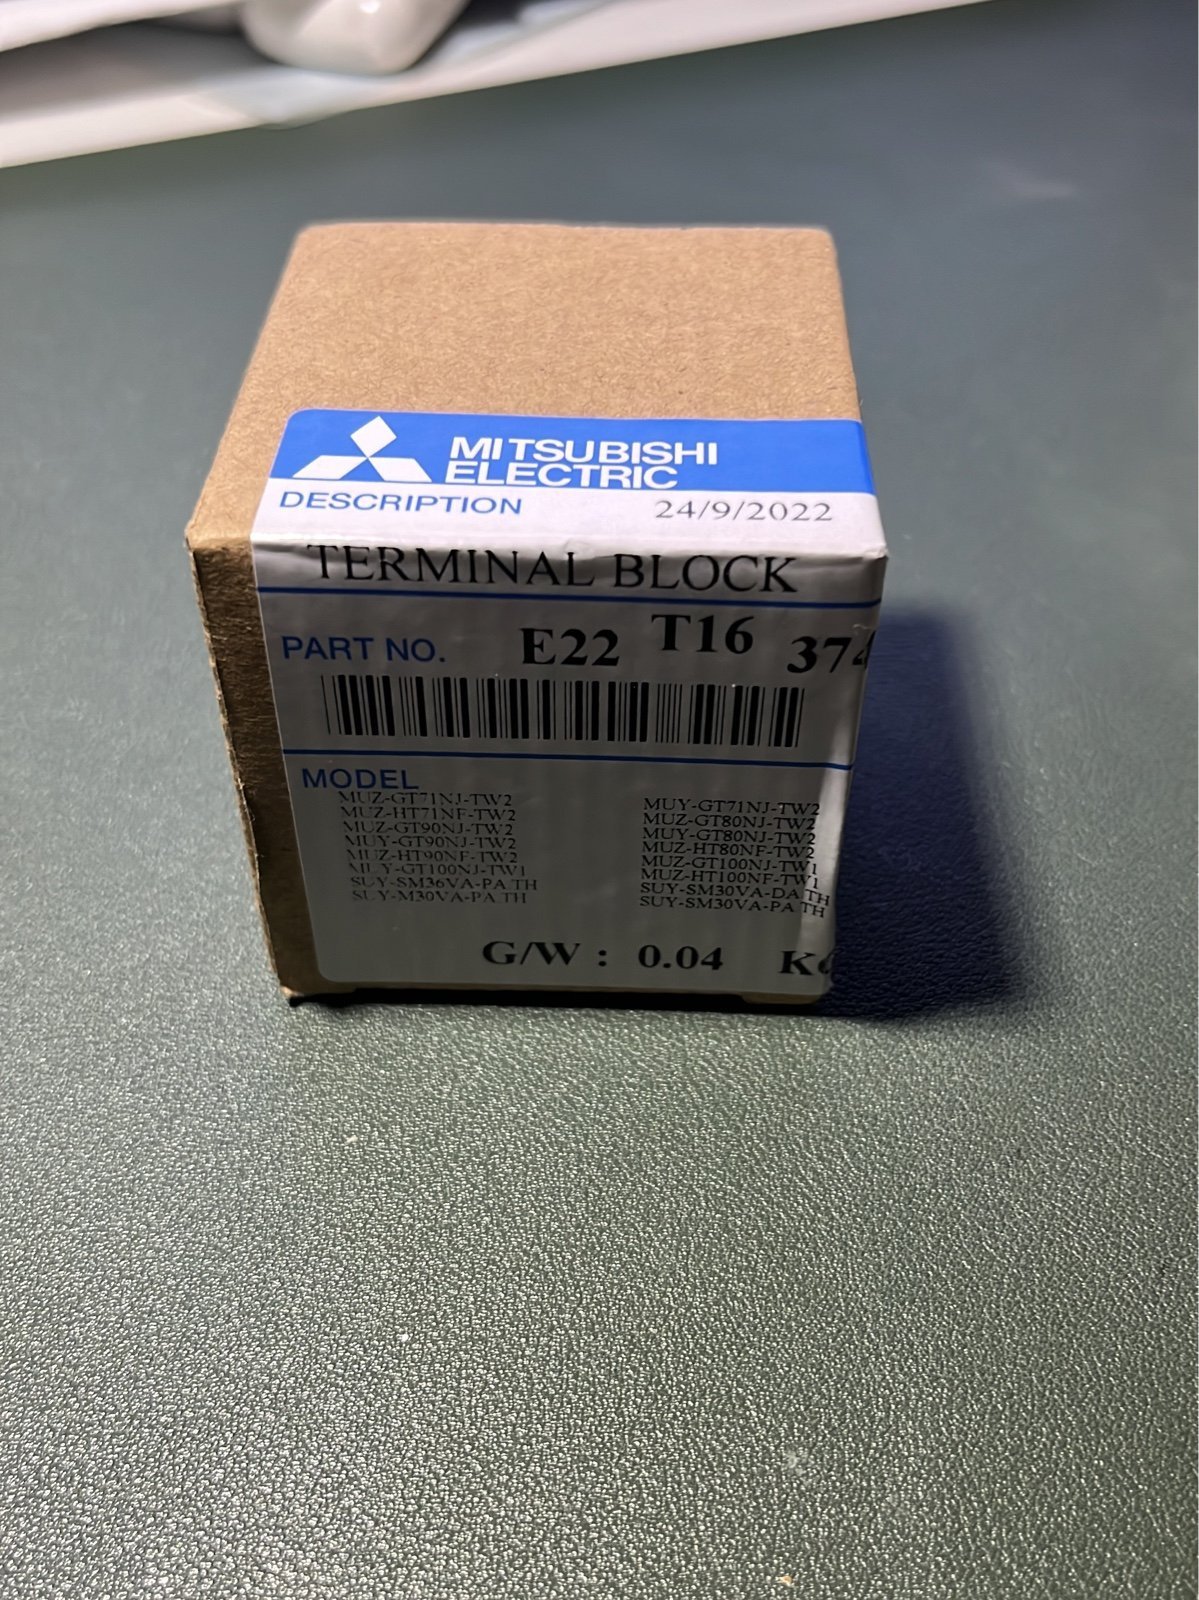 MITSUBISHI
ELECTRIC
DESCRIPTION 24/9/2022
TERMINAL BLOCK
PART NO. E22 T16
MODEL
MUZ-GT71NJ-TW2 MUY-GT71NJ-TW2
MUZ-HT71NF-TW2 MUZ-GT80NJ-TW2
MUZ-GT90NJ-TW2 MUY-GT80NJ-TW2
MUY-GT90NJ-TW2 MUZ-HT80NF-TW2
MUZ-HT90NF-TW2 MUZ-GT100NJ-TW1
MUY-GT100NJ-TW1 MUZ-HT100NF-TW1
SUY-SM36VA-PA.TH SUY-SM30VA-DA.TH
SUY-M30VA-PA.TH SUY-SM30VA-PA.TH
G/W : 0.04